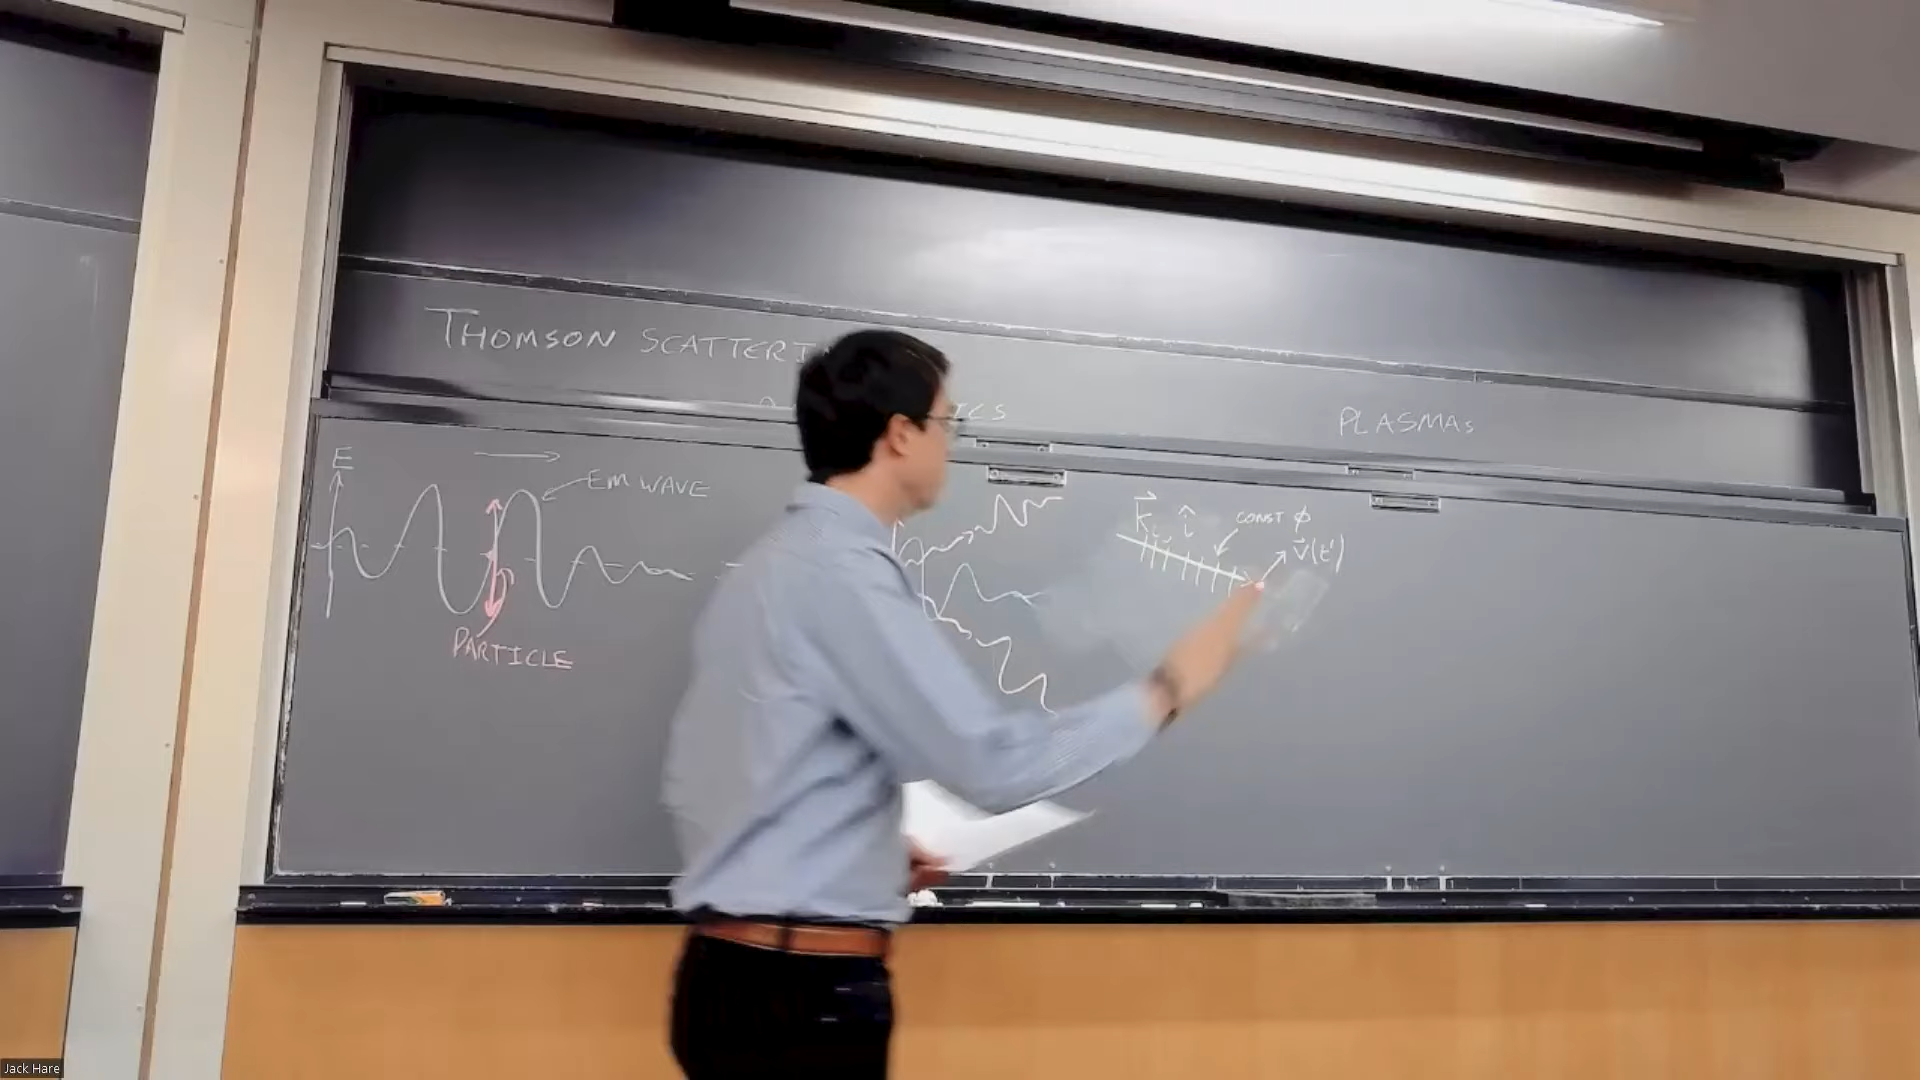 THOMSON SCATTERI
ICS
PLASMAS
E
EM WAVE
PARTICLE
k⃗i, î
CONST ϕ
v⃗(t')
Jack Hare